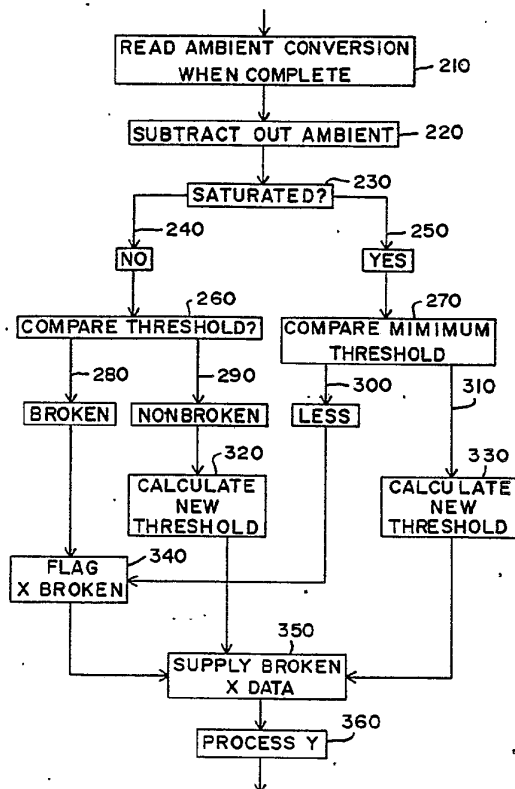 READ AMBIENT CONVERSION
WHEN COMPLETE
210
SUBTRACT OUT AMBIENT
220
230
SATURATED?
240
250
NO
YES
260
270
COMPARE THRESHOLD?
COMPARE MIMIMUM
THRESHOLD
280
290
300
310
BROKEN
NONBROKEN
LESS
320
330
CALCULATE
NEW
THRESHOLD
CALCULATE
NEW
THRESHOLD
340
FLAG
X BROKEN
350
SUPPLY BROKEN
X DATA
360
PROCESS Y